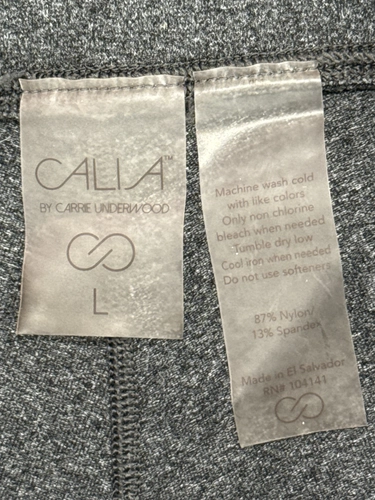 CALIA™
BY CARRIE UNDERWOOD
L
Machine wash cold
with like colors
Only non chlorine
bleach when needed
Tumble dry low
Cool iron when needed
Do not use softeners
87% Nylon/
13% Spandex
Made in El Salvador
RN# 104141